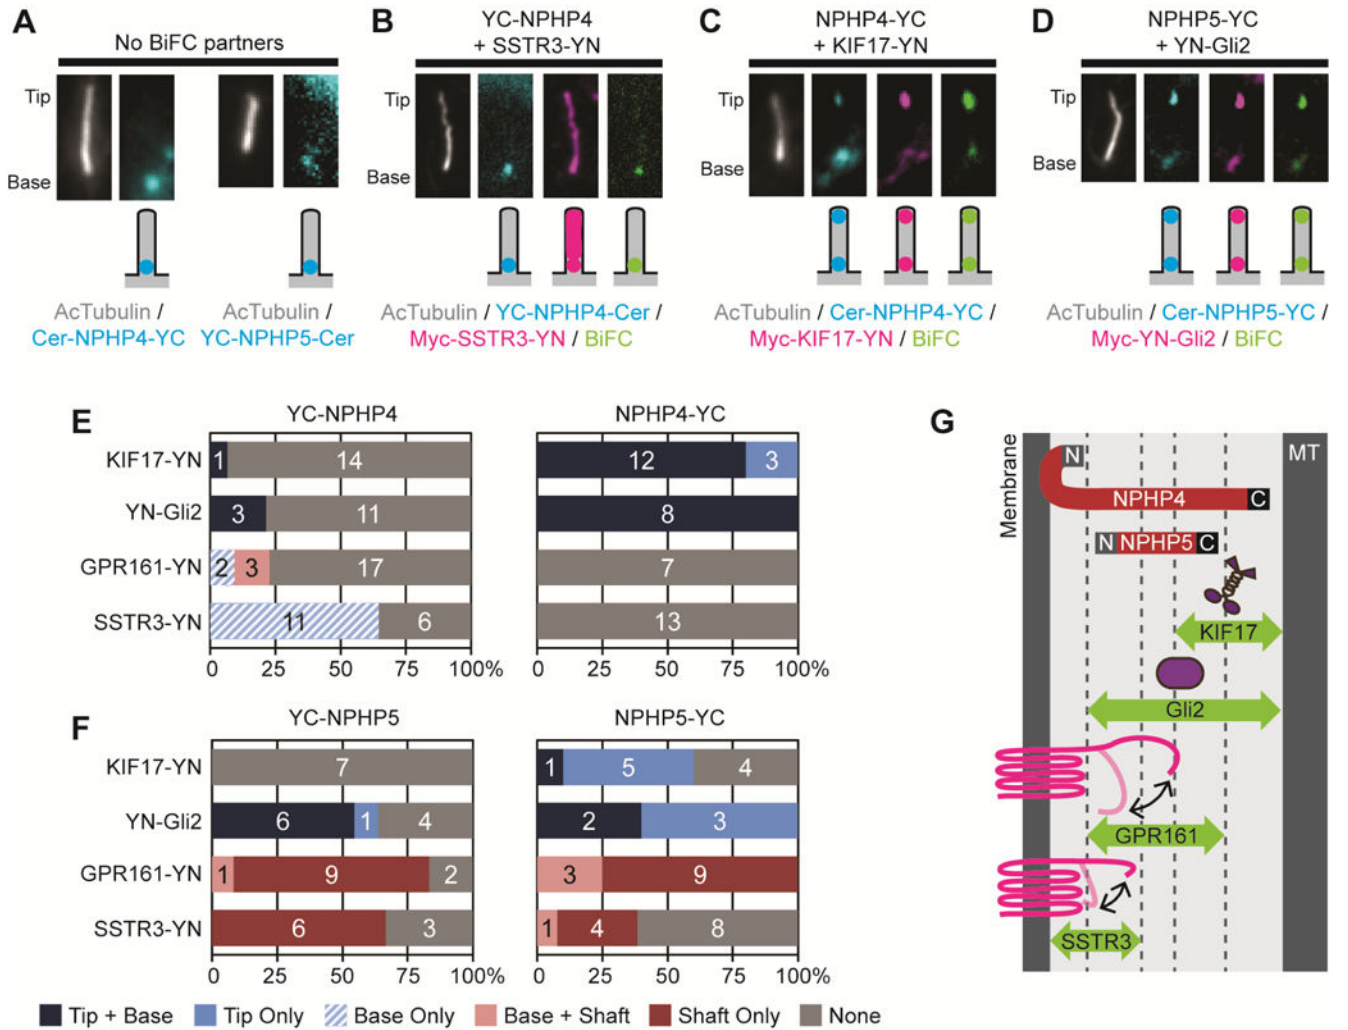 A
No BiFC partners
Tip
Base
AcTubulin /
Cer-NPHP4-YC
AcTubulin /
YC-NPHP5-Cer
B
YC-NPHP4
+ SSTR3-YN
Tip
Base
AcTubulin / YC-NPHP4-Cer /
Myc-SSTR3-YN / BiFC
C
NPHP4-YC
+ KIF17-YN
Tip
Base
AcTubulin / Cer-NPHP4-YC /
Myc-KIF17-YN / BiFC
D
NPHP5-YC
+ YN-Gli2
Tip
Base
AcTubulin / Cer-NPHP5-YC /
Myc-YN-Gli2 / BiFC
E
YC-NPHP4
NPHP4-YC
KIF17-YN 1 14 12 3
YN-Gli2 3 11 8
GPR161-YN 2 3 17 7
SSTR3-YN 11 6 13
0 25 50 75 100% 0 25 50 75 100%
F
YC-NPHP5
NPHP5-YC
KIF17-YN 7 1 5 4
YN-Gli2 6 1 4 2 3
GPR161-YN 1 9 2 3 9
SSTR3-YN 6 3 1 4 8
0 25 50 75 100% 0 25 50 75 100%
Tip + Base Tip Only Base Only Base + Shaft Shaft Only None
G
Membrane
MT
N
NPHP4 C
N NPHP5 C
KIF17
Gli2
GPR161
SSTR3